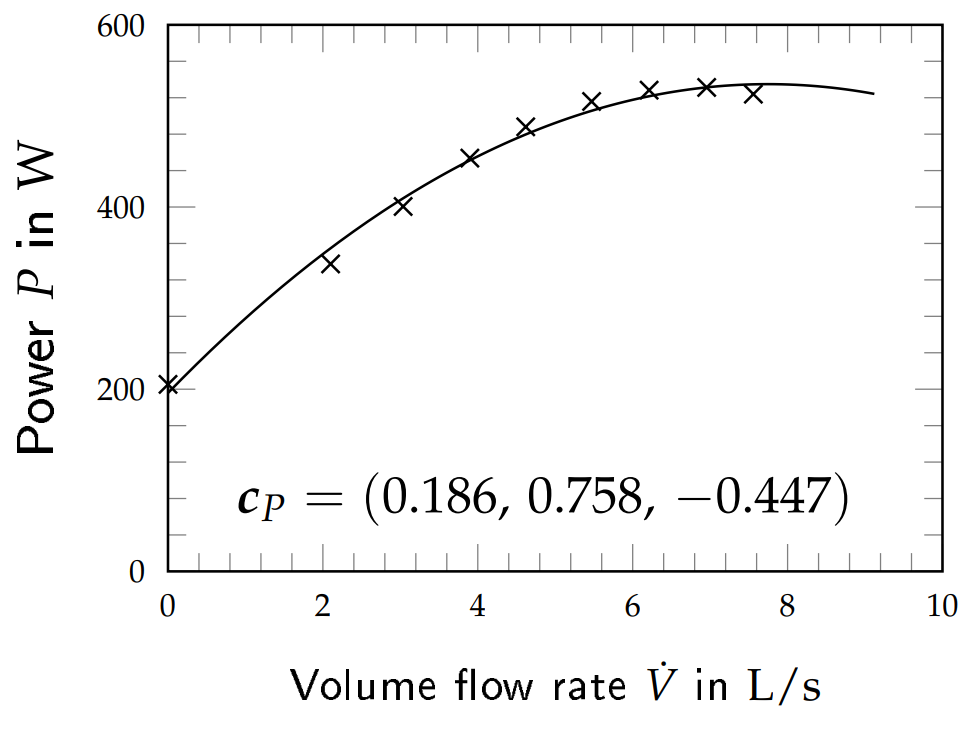 600
400
200
0
Power P in W
c_P = (0.186, 0.758, −0.447)
0 2 4 6 8 10
Volume flow rate V̇ in L/s